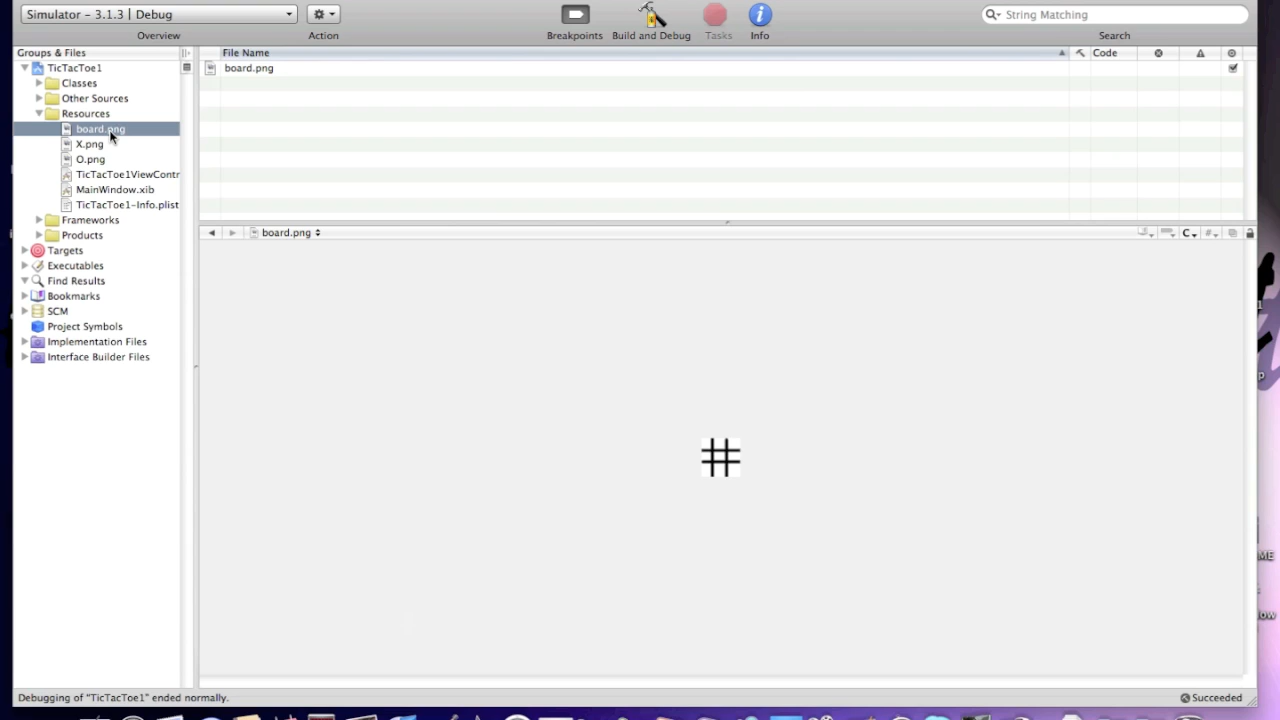 Simulator - 3.1.3 | Debug
String Matching
Overview
Action
Breakpoints
Build and Debug
Tasks
Info
Search
Groups & Files
File Name
Code
TicTacToe1
board.png
Classes
Other Sources
Resources
board.png
X.png
O.png
TicTacToe1ViewContr
MainWindow.xib
TicTacToe1-Info.plist
Frameworks
Products
board.png
C
#
Targets
Executables
Find Results
Bookmarks
SCM
Project Symbols
Implementation Files
Interface Builder Files
Debugging of "TicTacToe1" ended normally.
Succeeded